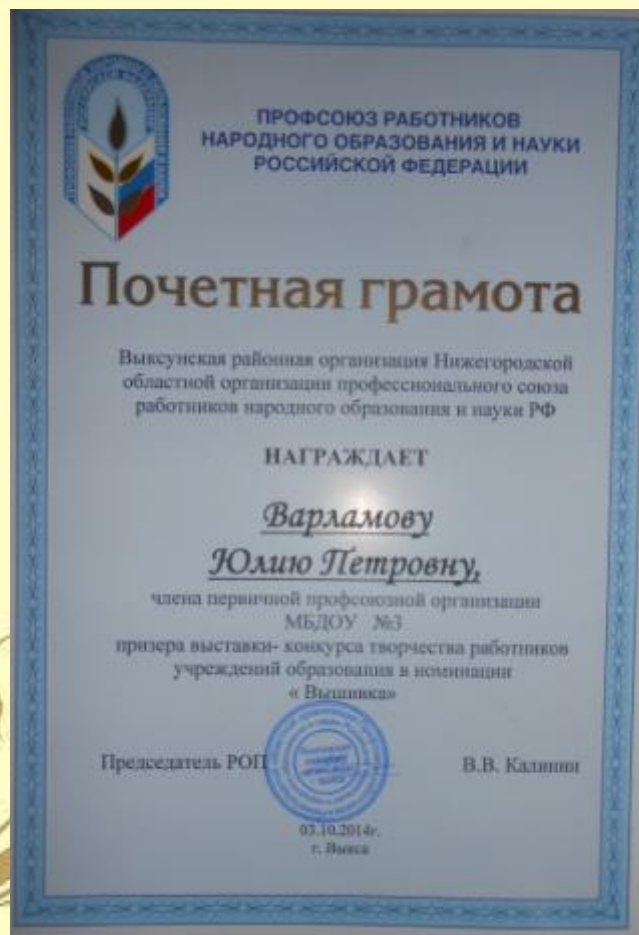 ПРОФСОЮЗ РАБОТНИКОВ
НАРОДНОГО ОБРАЗОВАНИЯ И НАУКИ
РОССИЙСКОЙ ФЕДЕРАЦИИ
Почетная грамота
Выксунская районная организация Нижегородской
областной организации профессионального союза
работников народного образования и науки РФ
НАГРАЖДАЕТ
Варламову
Юлию Петровну,
члена первичной профсоюзной организации
МБДОУ №3
призера выставки- конкурса творчества работников
учреждений образования в номинации
« Вышивка»
Председатель РОП В.В. Калинин
03.10.2014г.
г. Выкса